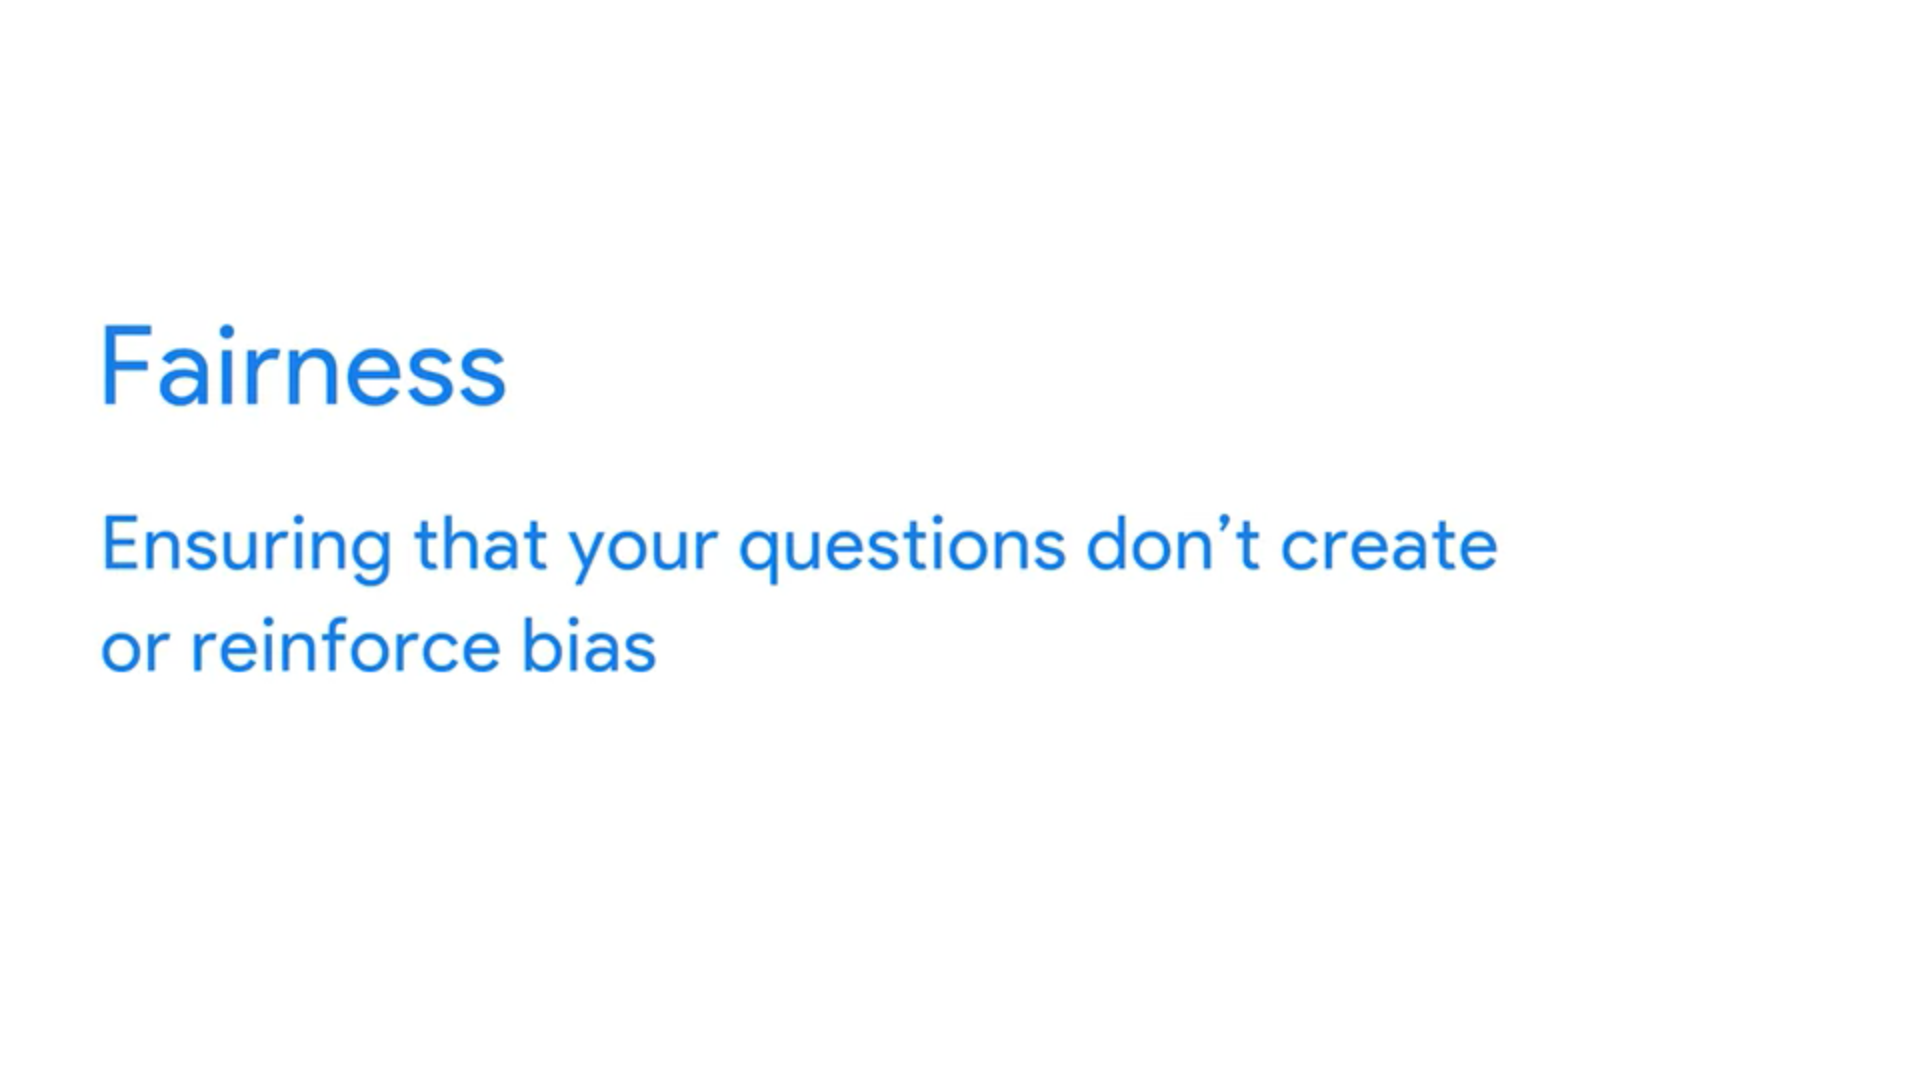 Fairness
Ensuring that your questions don’t create
or reinforce bias